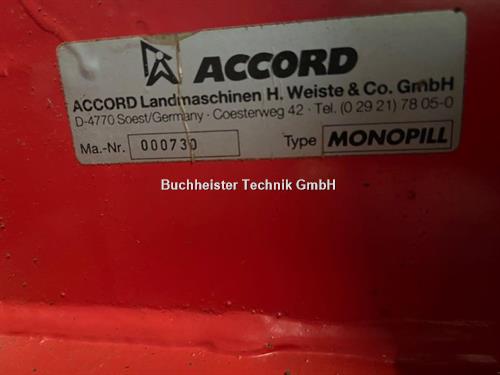 ACCORD
ACCORD Landmaschinen H. Weiste & Co. GmbH
D-4770 Soest/Germany · Coesterweg 42 · Tel. (0 29 21) 78 05-0
Ma.-Nr. 000730 Type MONOPILL
Buchheister Technik GmbH